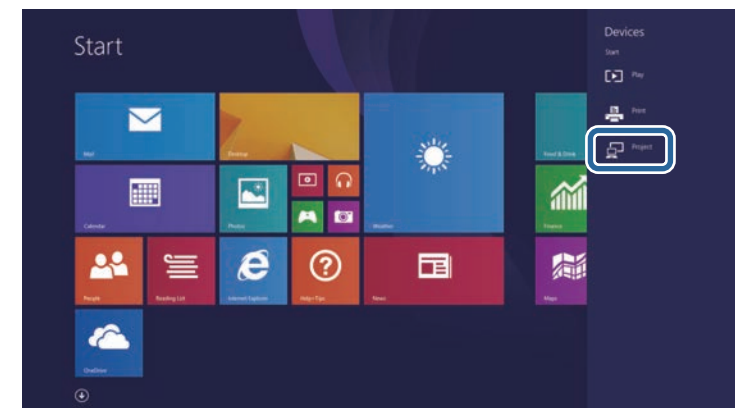 Start
Devices
Start
Play
Print
Project
Mail
Desktop
Food & Drink
Calendar
Photos
Weather
Finance
People
Reading List
Internet Explorer
Help+Tips
News
Maps
OneDrive